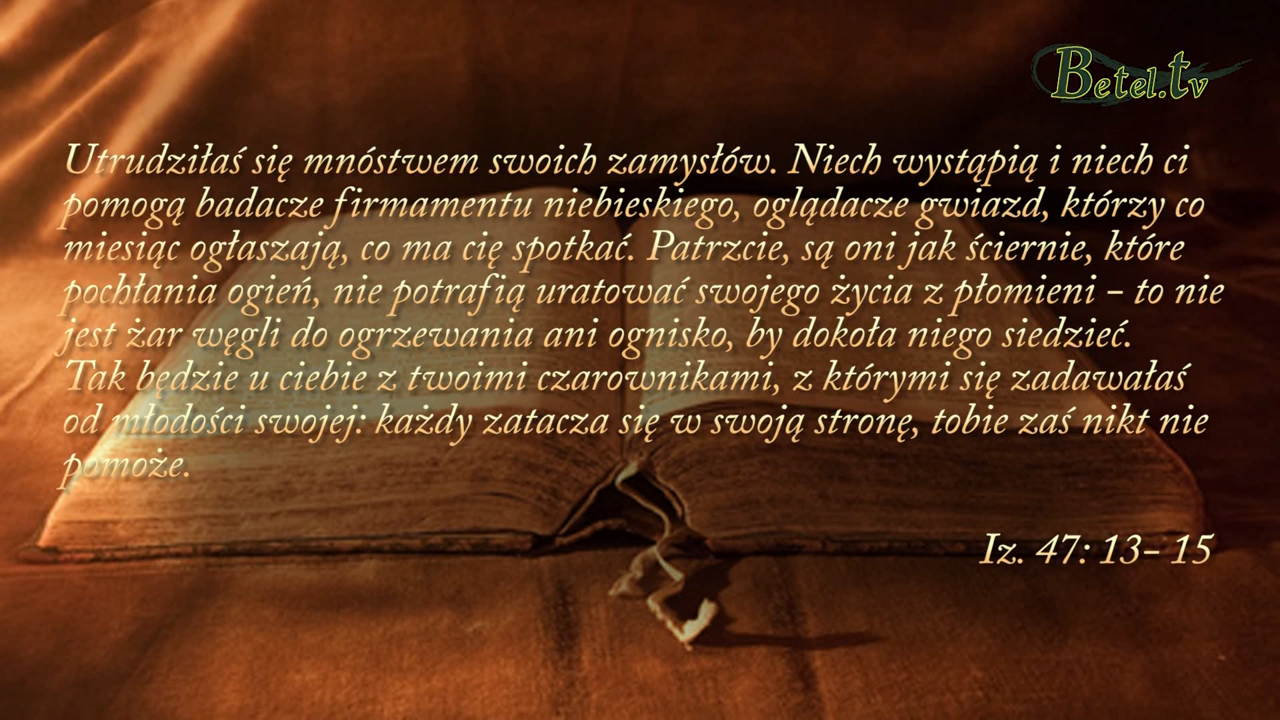 Betel.tv
Utrudziłaś się mnóstwem swoich zamysłów. Niech wystąpią i niech ci
pomogą badacze firmamentu niebieskiego, oglądacze gwiazd, którzy co
miesiąc ogłaszają, co ma cię spotkać. Patrzcie, są oni jak ściernie, które
pochłania ogień, nie potrafią uratować swojego życia z płomieni – to nie
jest żar węgli do ogrzewania ani ognisko, by dokoła niego siedzieć.
Tak będzie u ciebie z twoimi czarownikami, z którymi się zadawałaś
od młodości swojej: każdy zatacza się w swoją stronę, tobie zaś nikt nie
pomoże.
Iz. 47: 13– 15